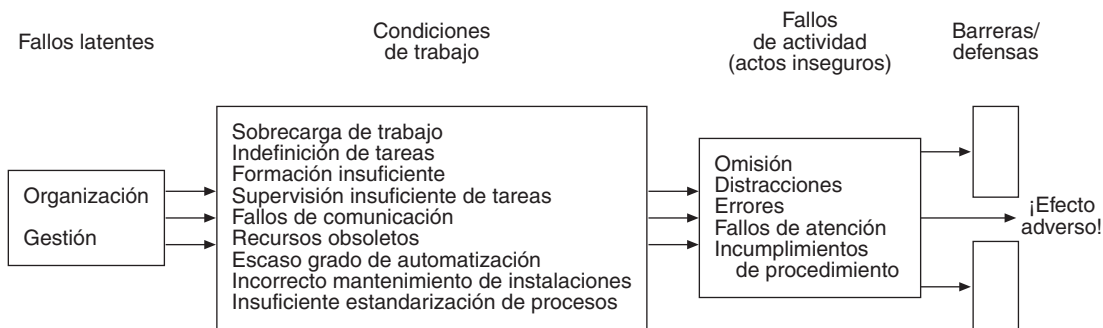 Fallos latentes
Condiciones
de trabajo
Fallos
de actividad
(actos inseguros)
Barreras/
defensas
Organización
Gestión
Sobrecarga de trabajo
Indefinición de tareas
Formación insuficiente
Supervisión insuficiente de tareas
Fallos de comunicación
Recursos obsoletos
Escaso grado de automatización
Incorrecto mantenimiento de instalaciones
Insuficiente estandarización de procesos
Omisión
Distracciones
Errores
Fallos de atención
Incumplimientos
de procedimiento
¡Efecto
adverso!